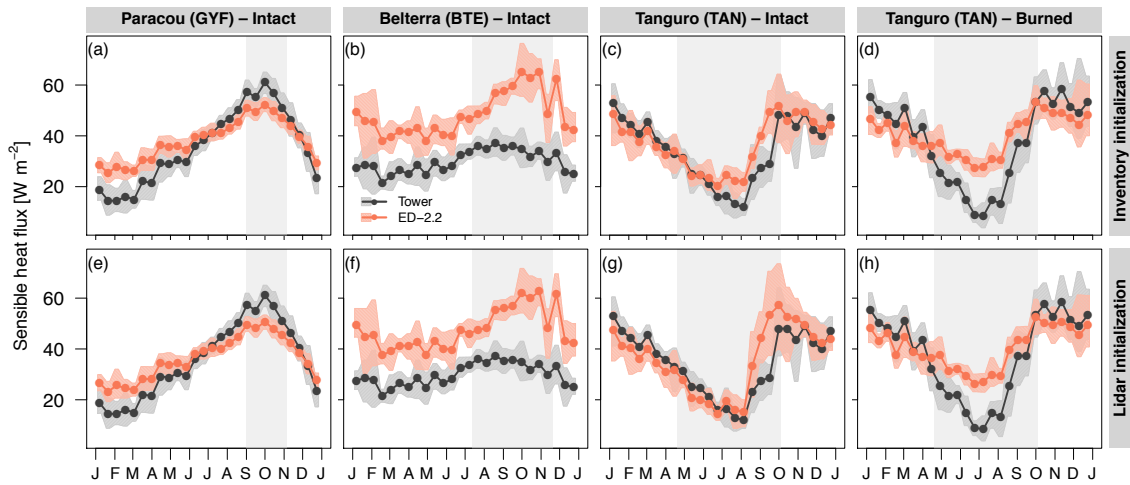 Paracou (GYF) – Intact
Belterra (BTE) – Intact
Tanguro (TAN) – Intact
Tanguro (TAN) – Burned
Sensible heat flux [W m−2]
(a)
(b)
(c)
(d)
60
40
20
Tower
ED−2.2
Inventory initialization
(e)
(f)
(g)
(h)
60
40
20
Lidar initialization
J F M A M J J A S O N D J
J F M A M J J A S O N D J
J F M A M J J A S O N D J
J F M A M J J A S O N D J